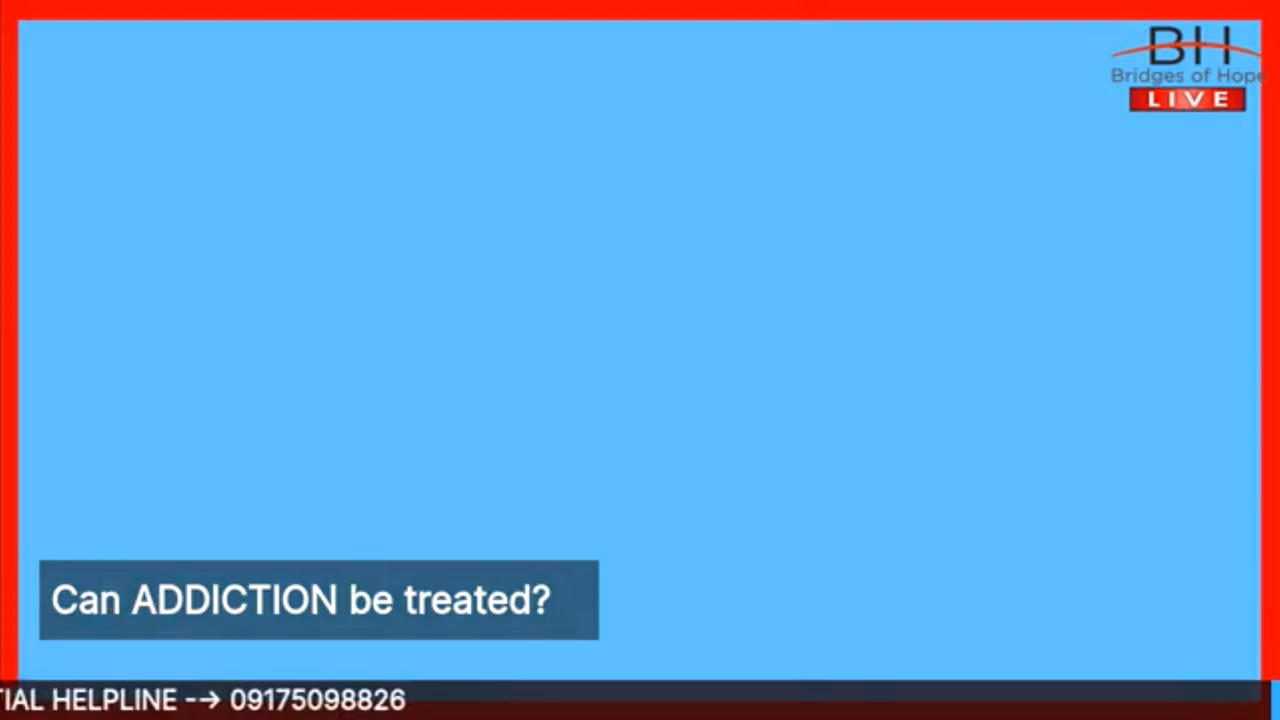 BH
Bridges of Hope
LIVE
Can ADDICTION be treated?
TIAL HELPLINE --> 09175098826